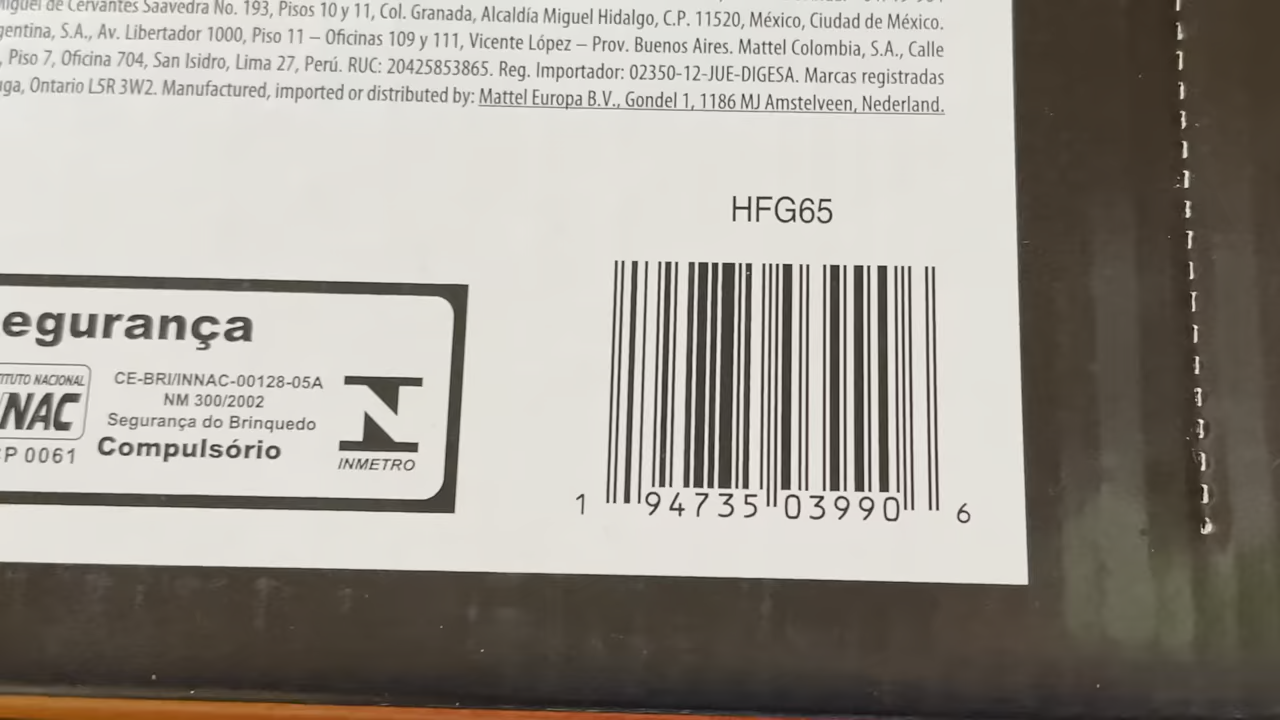 Miguel de Cervantes Saavedra No. 193, Pisos 10 y 11, Col. Granada, Alcaldía Miguel Hidalgo, C.P. 11520, México, Ciudad de México.
gentina, S.A., Av. Libertador 1000, Piso 11 – Oficinas 109 y 111, Vicente López – Prov. Buenos Aires. Mattel Colombia, S.A., Calle
, Piso 7, Oficina 704, San Isidro, Lima 27, Perú. RUC: 20425853865. Reg. Importador: 02350-12-JUE-DIGESA. Marcas registradas
uga, Ontario L5R 3W2. Manufactured, imported or distributed by: Mattel Europa B.V., Gondel 1, 1186 MJ Amstelveen, Nederland.
HFG65
egurança
TITUTO NACIONAL
NAC
P 0061
CE-BRI/INNAC-00128-05A
NM 300/2002
Segurança do Brinquedo
Compulsório
INMETRO
1 94735 03990 6